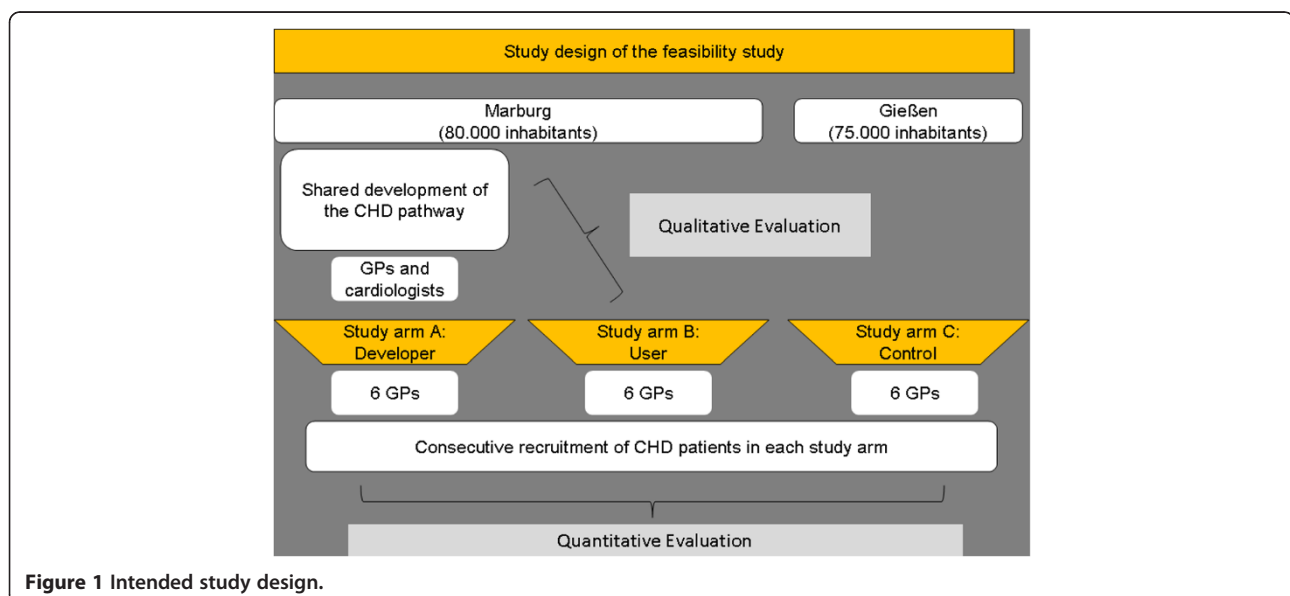 Study design of the feasibility study
Marburg
(80.000 inhabitants)
Gießen
(75.000 inhabitants)
Shared development of
the CHD pathway
Qualitative Evaluation
GPs and
cardiologists
Study arm A:
Developer
Study arm B:
User
Study arm C:
Control
6 GPs
6 GPs
6 GPs
Consecutive recruitment of CHD patients in each study arm
Quantitative Evaluation
Figure 1 Intended study design.